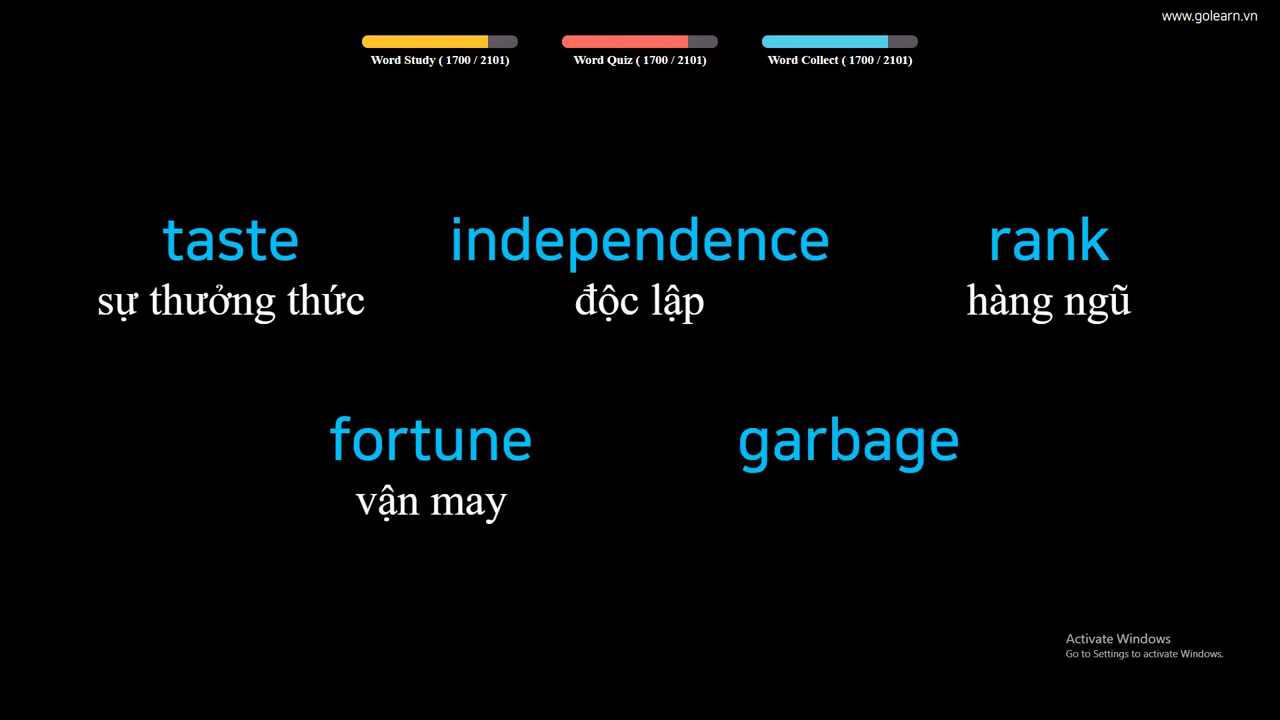 www.golearn.vn
Word Study ( 1700 / 2101)
Word Quiz ( 1700 / 2101)
Word Collect ( 1700 / 2101)
taste
sự thưởng thức
independence
độc lập
rank
hàng ngũ
fortune
vận may
garbage
Activate Windows
Go to Settings to activate Windows.